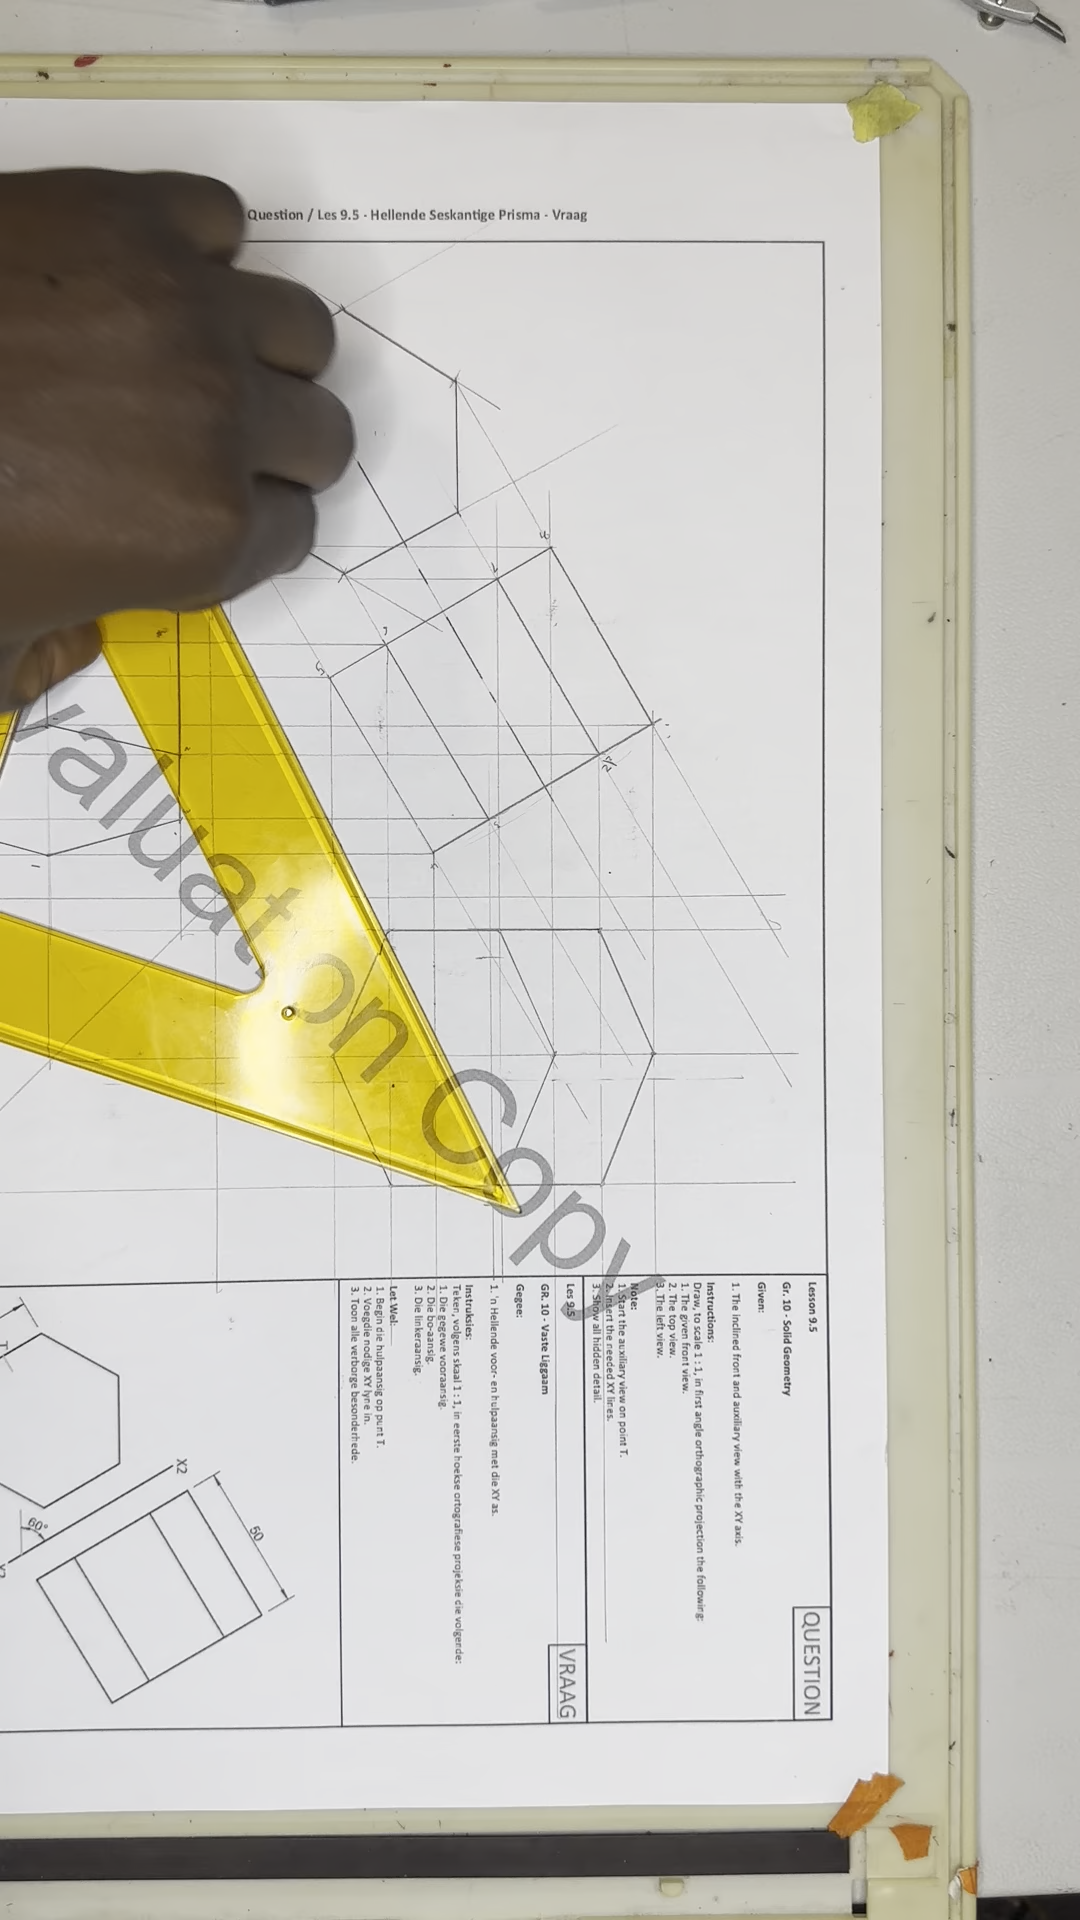 Question / Les 9.5 - Hellende Seskantige Prisma - Vraag
QUESTION
Lesson 9.5
Gr. 10 - Solid Geometry
Given:
1. The inclined front and auxiliary view with the XY axis.
Instructions:
Draw, to scale 1 : 1, in first angle orthographic projection the following:
1. The given front view.
2. The top view.
3. The left view.
Note:
1. Start the auxiliary view on point T.
2. Insert the needed XY lines.
3. Show all hidden detail.
VRAAG
Les 9.5
GR. 10 - Vaste Liggaam
Gegee:
1. 'n Hellende voor- en hulpaansig met die XY as.
Instruksies:
Teken, volgens skaal 1 : 1, in eerste hoekse ortografiese projeksie die volgende:
1. Die gegewe vooraansig.
2. Die bo-aansig.
3. Die linkeraansig.
Let Wel:
1. Begin die hulpaansig op punt T.
2. Voeg die nodige XY lyne in.
3. Toon alle verborge besonderhede.
X2
60°
T
valuation Copy